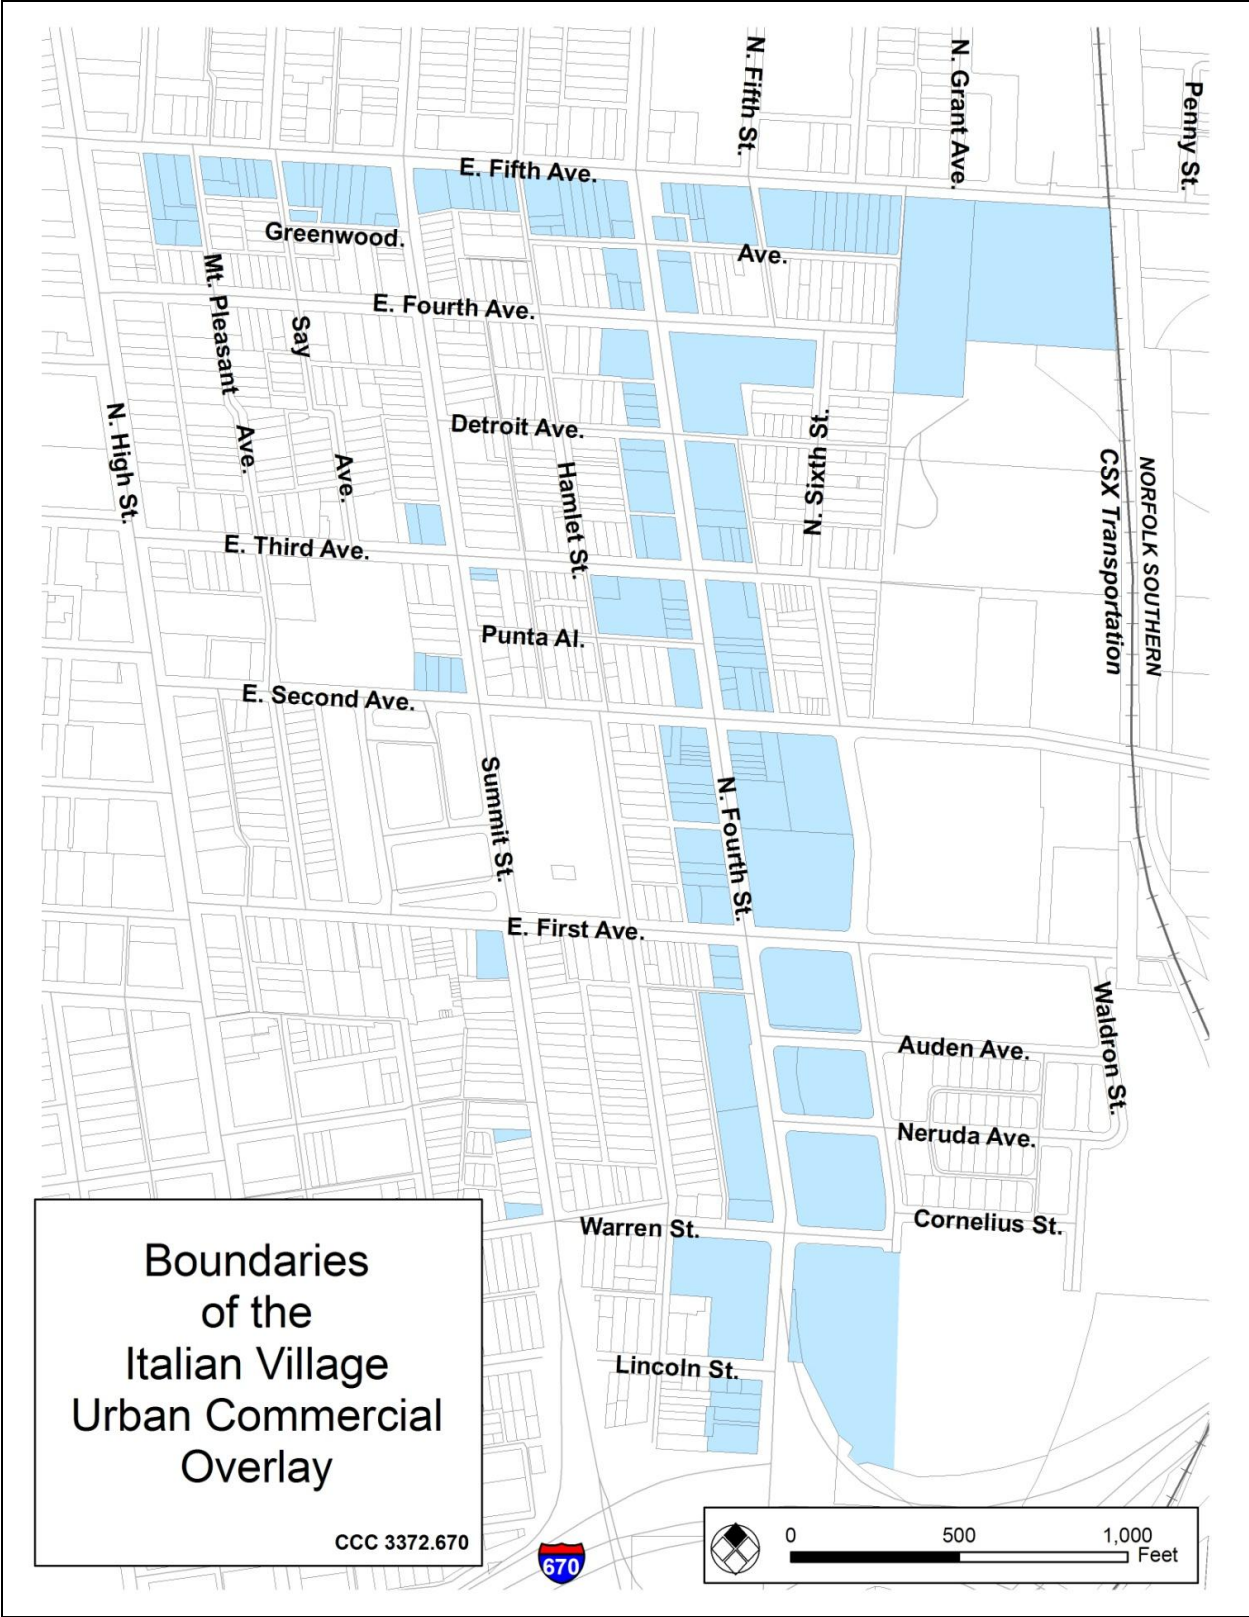 N. Fifth St.
N. Grant Ave.
Penny St.
E. Fifth Ave.
Greenwood.
Ave.
Mt. Pleasant
Ave.
Say
Ave.
E. Fourth Ave.
N. High St.
Detroit Ave.
Hamlet St.
N. Sixth St.
CSX Transportation
NORFOLK SOUTHERN
E. Third Ave.
Punta Al.
E. Second Ave.
Summit St.
N. Fourth St.
E. First Ave.
Waldron St.
Auden Ave.
Neruda Ave.
Cornelius St.
Warren St.
Lincoln St.
Boundaries
of the
Italian Village
Urban Commercial
Overlay
CCC 3372.670
670
0 500 1,000
Feet